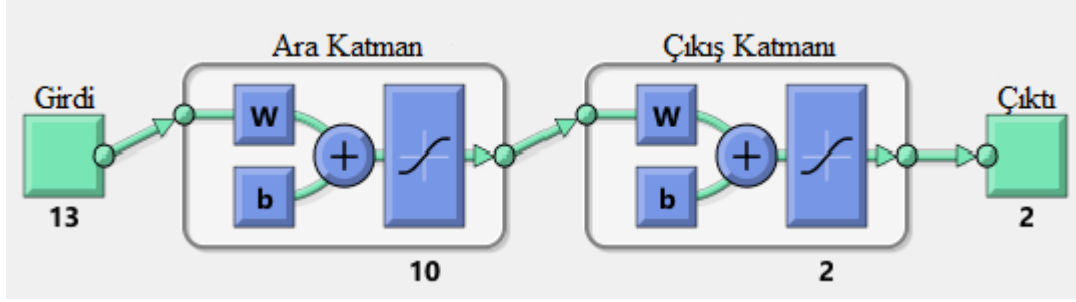 Ara Katman
Çıkış Katmanı
Girdi
Çıktı
W
W
b
b
13
10
2
2